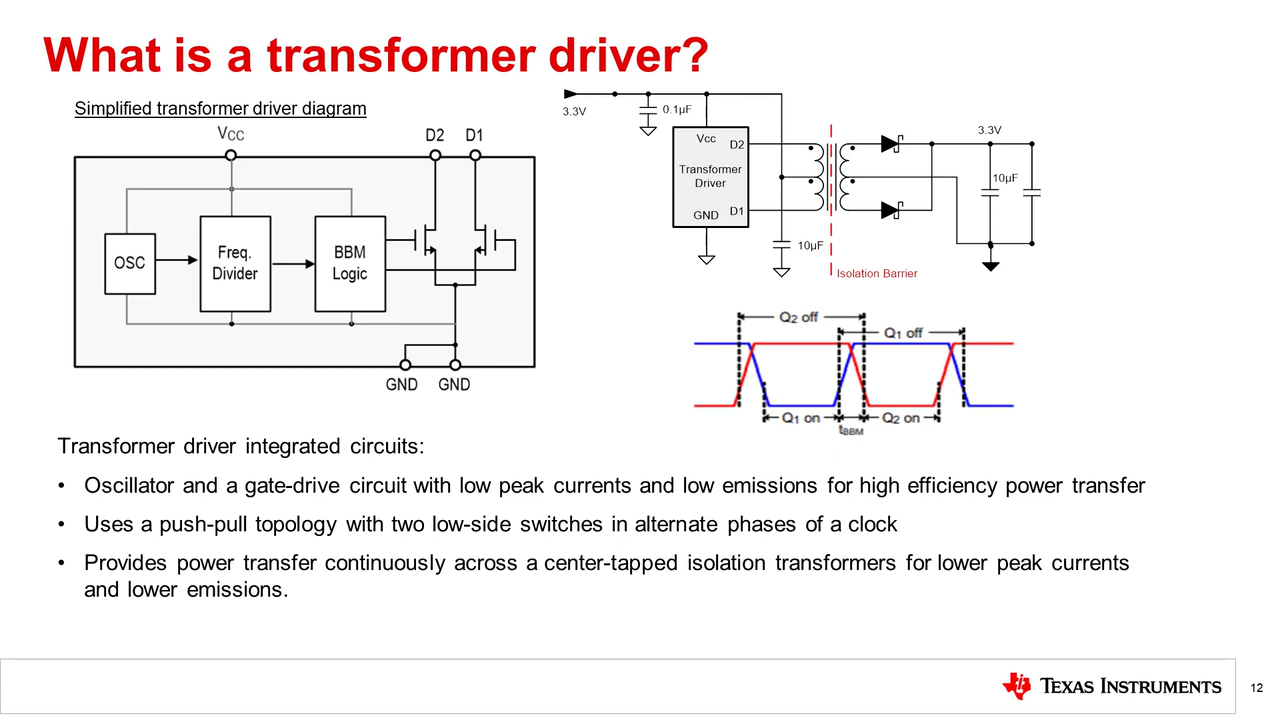 What is a transformer driver?
Simplified transformer driver diagram
VCC
D2 D1
OSC
Freq.
Divider
BBM
Logic
GND GND
3.3V
0.1µF
Vcc
D2
Transformer
Driver
GND
D1
10µF
Isolation Barrier
3.3V
10µF
Q2 off
Q1 off
Q1 on
Q2 on
tBBM
Transformer driver integrated circuits:
• Oscillator and a gate-drive circuit with low peak currents and low emissions for high efficiency power transfer
• Uses a push-pull topology with two low-side switches in alternate phases of a clock
• Provides power transfer continuously across a center-tapped isolation transformers for lower peak currents
and lower emissions.
TEXAS INSTRUMENTS
12